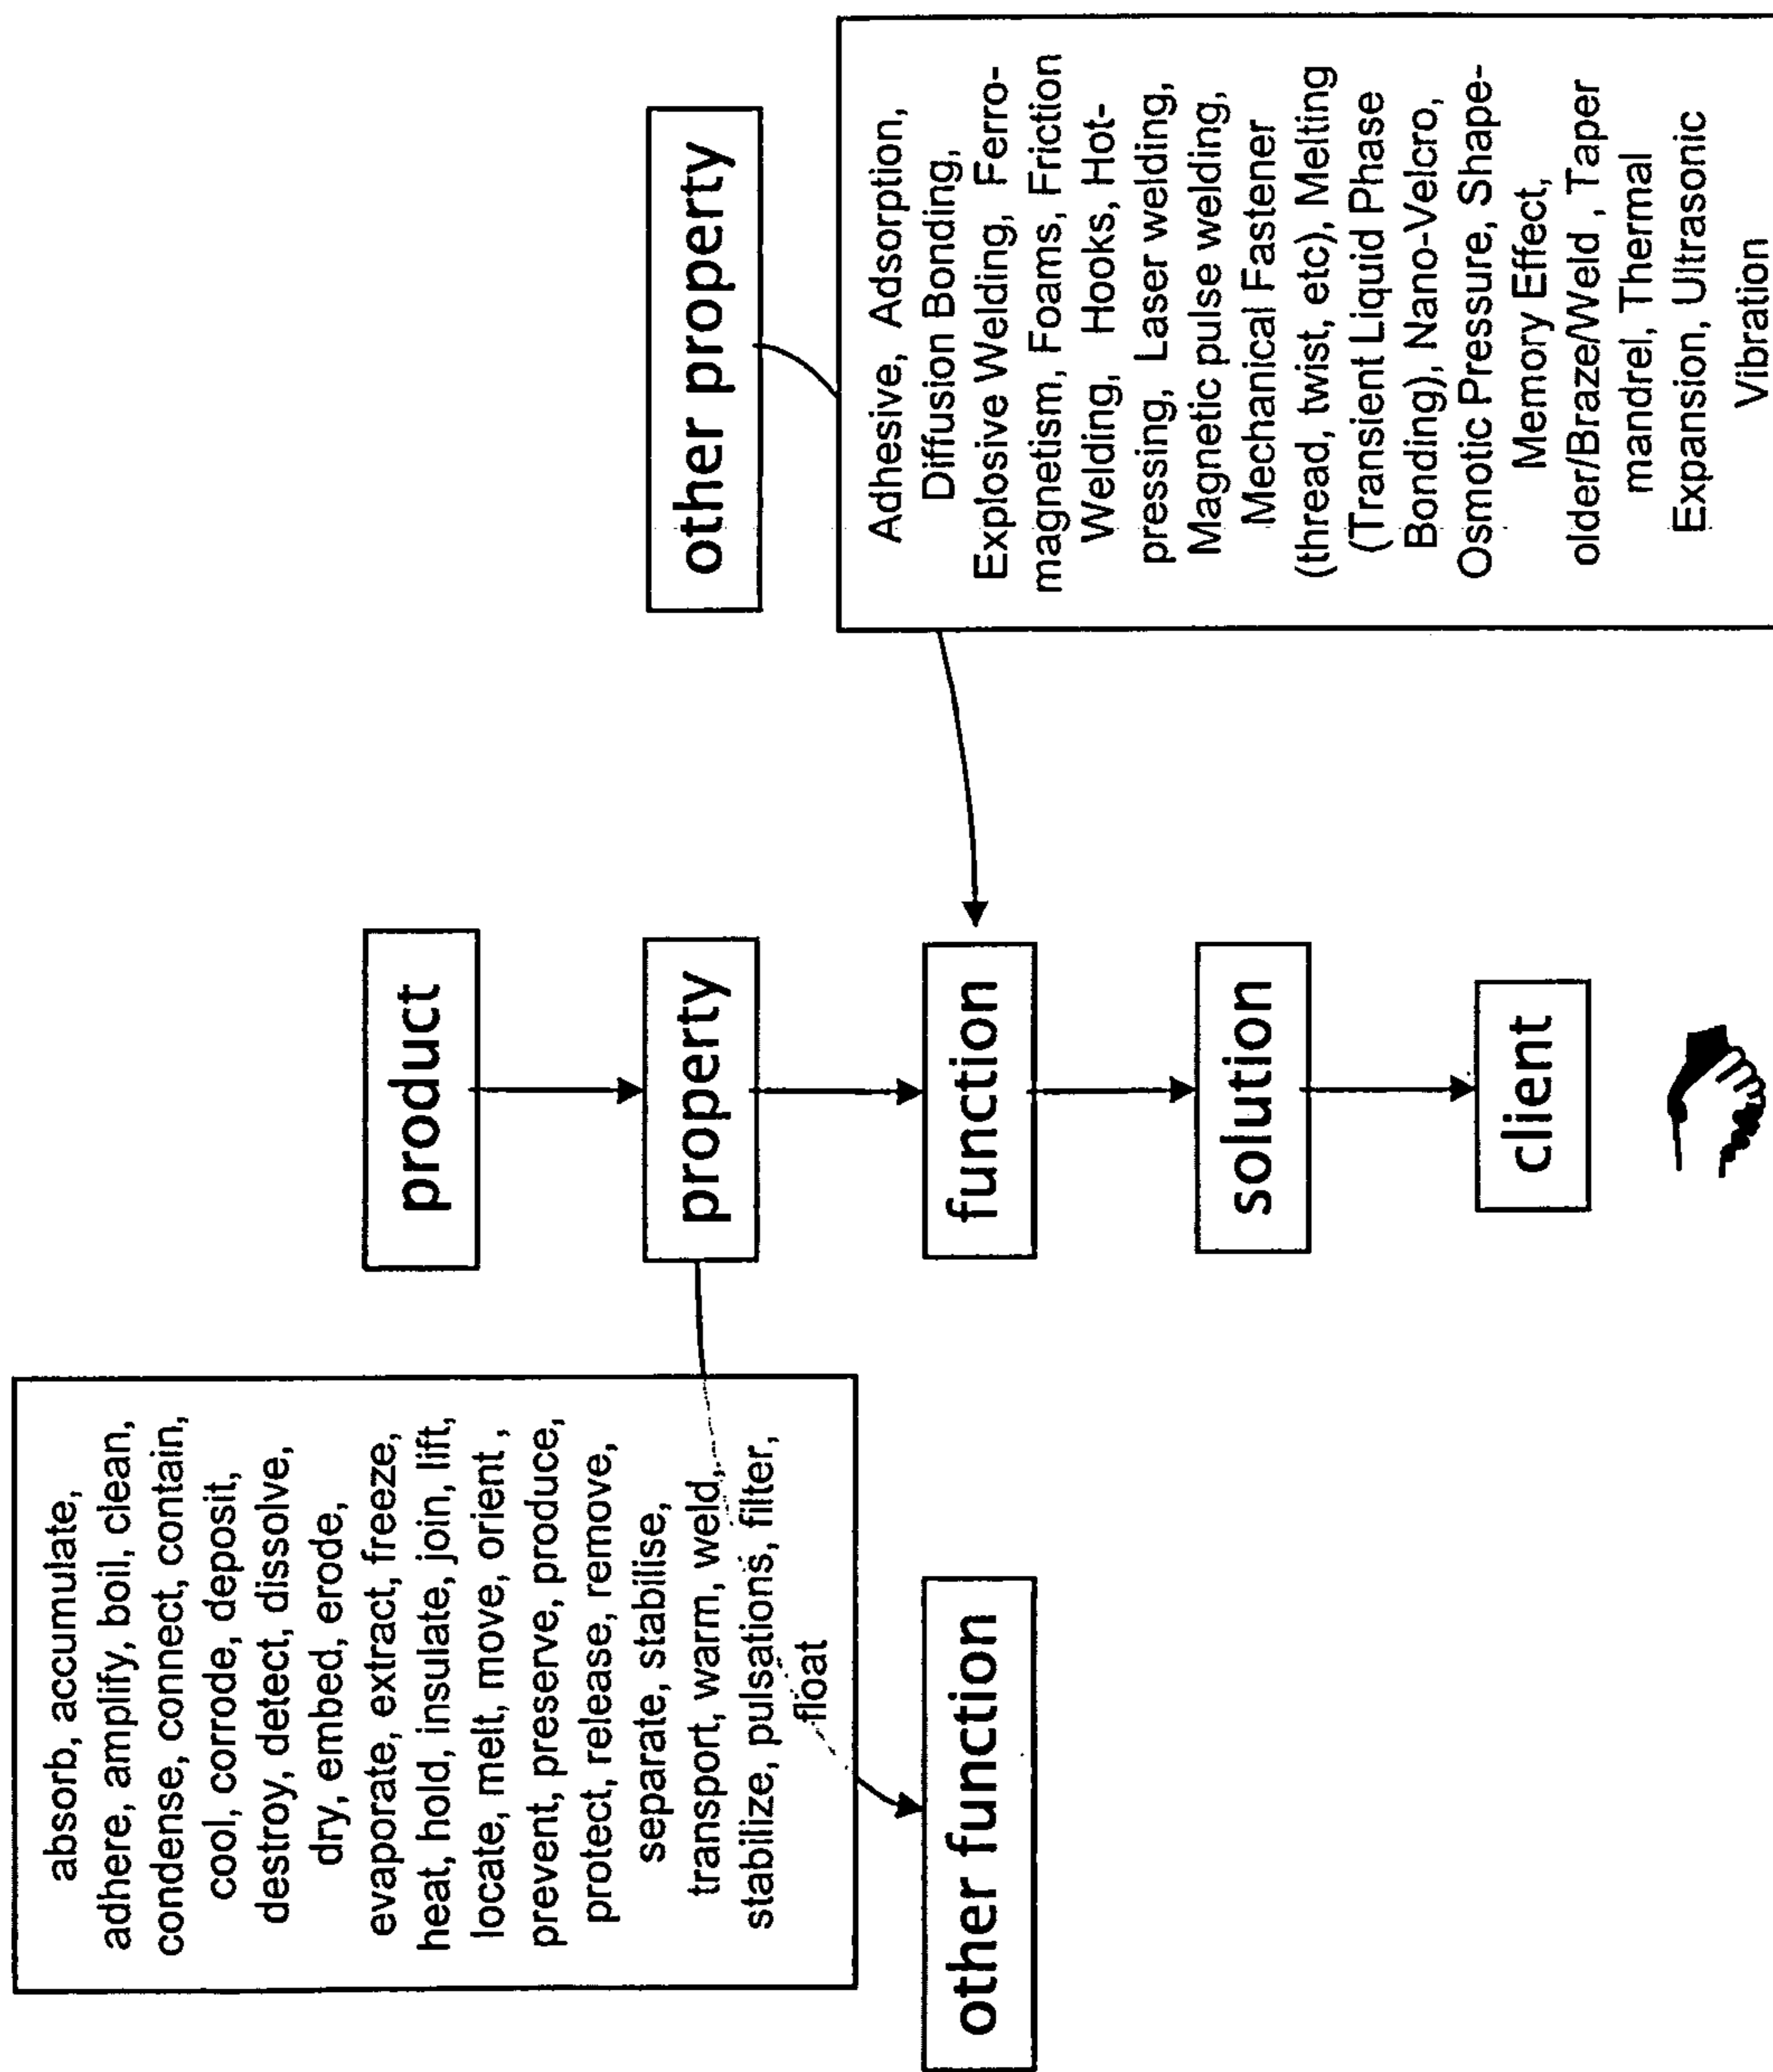 absorb, accumulate,
adhere, amplify, boil, clean,
condense, connect, contain,
cool, corrode, deposit,
destroy, detect, dissolve,
dry, embed, erode,
evaporate, extract, freeze,
heat, hold, insulate, join, lift,
locate, melt, move, orient ,
prevent, preserve, produce,
protect, release, remove,
separate, stabilise,
transport, warm, weld,
stabilize, pulsations, filter,
float
other function
product
property
function
solution
client
other property
Adhesive, Adsorption,
Diffusion Bonding,
Explosive Welding, Ferro-
magnetism, Foams, Friction
Welding, Hooks, Hot-
pressing, Laser welding,
Magnetic pulse welding,
Mechanical Fastener
(thread, twist, etc), Melting
(Transient Liquid Phase
Bonding), Nano-Velcro,
Osmotic Pressure, Shape-
Memory Effect,
older/Braze/Weld , Taper
mandrel, Thermal
Expansion, Ultrasonic
Vibration